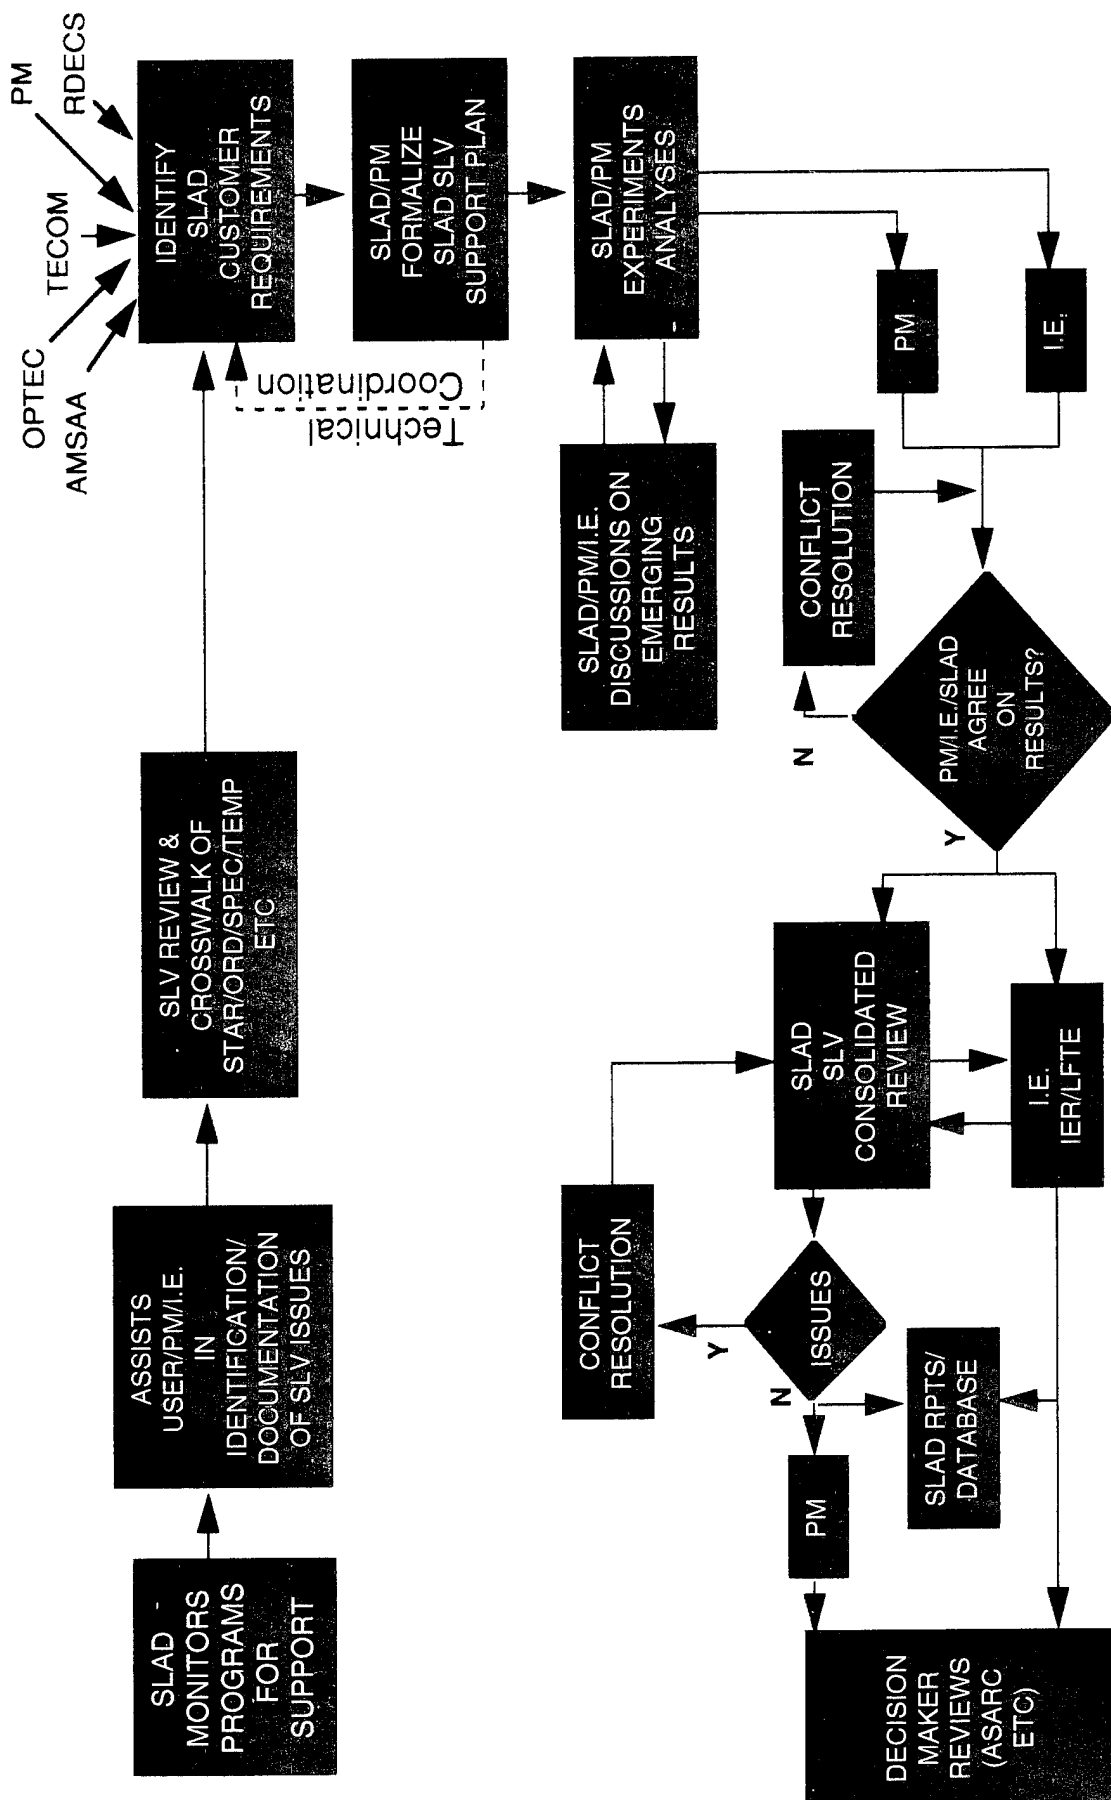 SLAD -
MONITORS
PROGRAMS
FOR
SUPPORT
ASSISTS
USER/PM/I.E.
IN
IDENTIFICATION/
DOCUMENTATION
OF SLV ISSUES
SLV REVIEW &
CROSSWALK OF
STAR/ORD/SPEC/TEMP
ETC
OPTEC
AMSAA
TECOM
PM
RDECS
IDENTIFY
SLAD
CUSTOMER
REQUIREMENTS
Technical
Coordination
SLAD/PM
FORMALIZE
SLAD SLV
SUPPORT PLAN
SLAD/PM
EXPERIMENTS
ANALYSES
SLAD/PM/I.E.
DISCUSSIONS ON
EMERGING
RESULTS
PM
I.E.
CONFLICT
RESOLUTION
PM/I.E./SLAD
AGREE
ON
RESULTS?
N
Y
SLAD
SLV
CONSOLIDATED
REVIEW
I.E.
IER/LFTE
CONFLICT
RESOLUTION
ISSUES
Y
N
PM
SLAD RPTS/
DATABASE
DECISION
MAKER
REVIEWS
(ASARC
ETC)